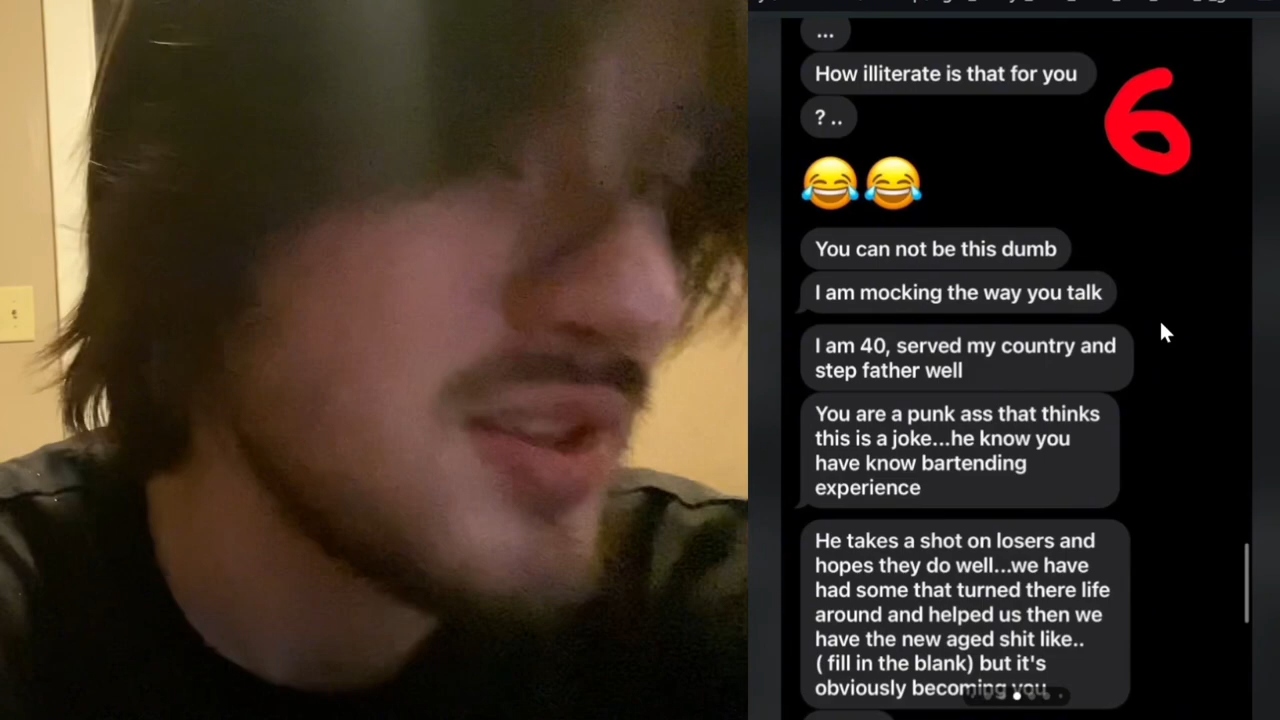 ...
How illiterate is that for you
? ..
6
You can not be this dumb
I am mocking the way you talk
I am 40, served my country and
step father well
You are a punk ass that thinks
this is a joke...he know you
have know bartending
experience
He takes a shot on losers and
hopes they do well...we have
had some that turned there life
around and helped us then we
have the new aged shit like..
( fill in the blank) but it's
obviously becoming you